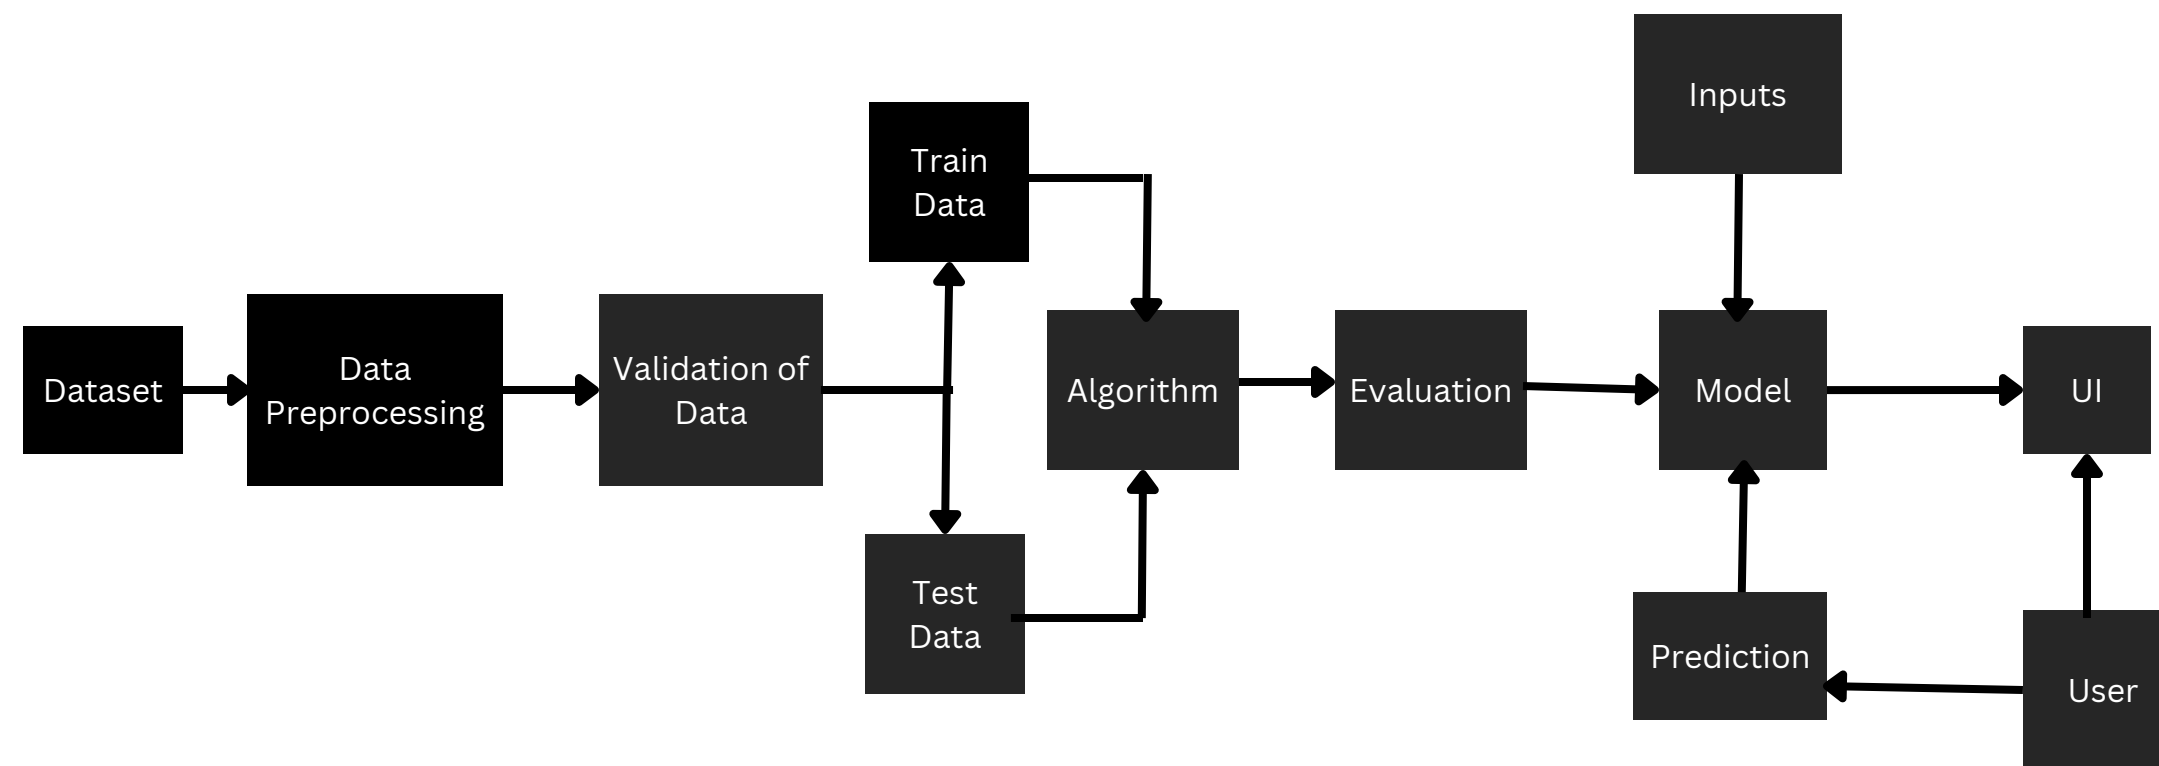 Dataset
Data
Preprocessing
Validation of
Data
Train
Data
Test
Data
Algorithm
Evaluation
Inputs
Model
Prediction
UI
User